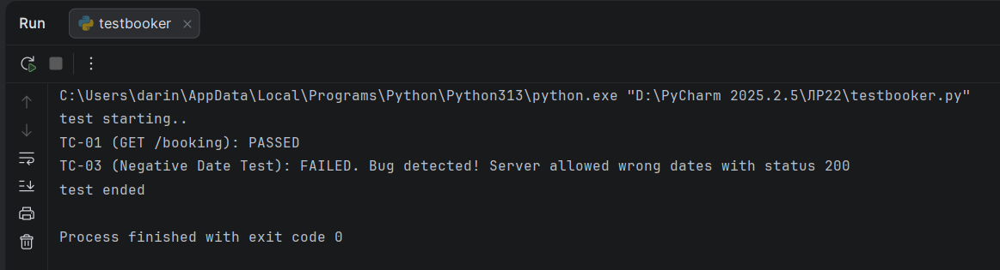 Run testbooker
C:\Users\darin\AppData\Local\Programs\Python\Python313\python.exe "D:\PyCharm 2025.2.5\ЛР22\testbooker.py"
test starting..
TC-01 (GET /booking): PASSED
TC-03 (Negative Date Test): FAILED. Bug detected! Server allowed wrong dates with status 200
test ended
Process finished with exit code 0